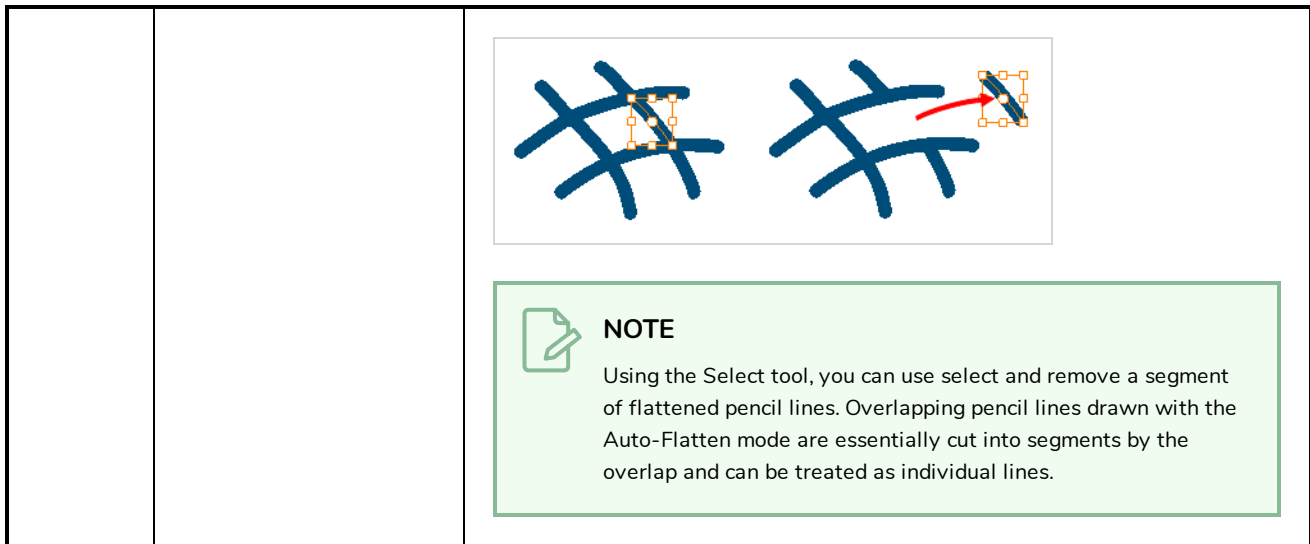 NOTE
Using the Select tool, you can use select and remove a segment
of flattened pencil lines. Overlapping pencil lines drawn with the
Auto-Flatten mode are essentially cut into segments by the
overlap and can be treated as individual lines.